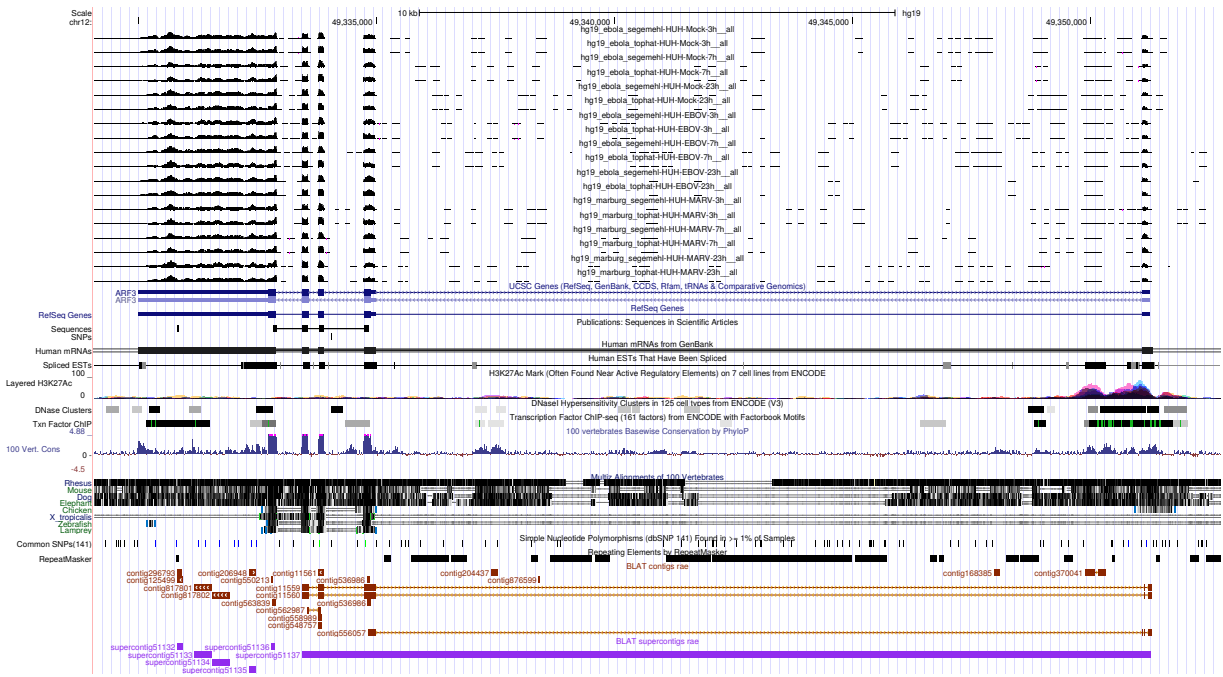 Scale 10 kb hg19
chr12: 49,335,000 49,340,000 49,345,000 49,350,000
hg19_ebola_segemehl-HUH-Mock-3h__all
hg19_ebola_tophat-HUH-Mock-3h__all
hg19_ebola_segemehl-HUH-Mock-7h__all
hg19_ebola_tophat-HUH-Mock-7h__all
hg19_ebola_segemehl-HUH-Mock-23h__all
hg19_ebola_tophat-HUH-Mock-23h__all
hg19_ebola_segemehl-HUH-EBOV-3h__all
hg19_ebola_tophat-HUH-EBOV-3h__all
hg19_ebola_segemehl-HUH-EBOV-7h__all
hg19_ebola_tophat-HUH-EBOV-7h__all
hg19_ebola_segemehl-HUH-EBOV-23h__all
hg19_ebola_tophat-HUH-EBOV-23h__all
hg19_marburg_segemehl-HUH-MARV-3h__all
hg19_marburg_tophat-HUH-MARV-3h__all
hg19_marburg_segemehl-HUH-MARV-7h__all
hg19_marburg_tophat-HUH-MARV-7h__all
hg19_marburg_segemehl-HUH-MARV-23h__all
hg19_marburg_tophat-HUH-MARV-23h__all
UCSC Genes (RefSeq, GenBank, CCDS, Rfam, tRNAs & Comparative Genomics)
ARF3
ARF3
RefSeq Genes
RefSeq Genes
Publications: Sequences in Scientific Articles
Sequences
SNPs
Human mRNAs from GenBank
Human mRNAs
Human ESTs That Have Been Spliced
Spliced ESTs
H3K27Ac Mark (Often Found Near Active Regulatory Elements) on 7 cell lines from ENCODE
100
Layered H3K27Ac
0
DNaseI Hypersensitivity Clusters in 125 cell types from ENCODE (V3)
DNase Clusters
Transcription Factor ChIP-seq (161 factors) from ENCODE with Factorbook Motifs
Txn Factor ChIP
100 vertebrates Basewise Conservation by PhyloP
4.88
100 Vert. Cons
0
-4.5
Multiz Alignments of 100 Vertebrates
Rhesus
Mouse
Dog
Elephant
Chicken
X_tropicalis
Zebrafish
Lamprey
Simple Nucleotide Polymorphisms (dbSNP 141) Found in >= 1% of Samples
Common SNPs(141)
Repeating Elements by RepeatMasker
RepeatMasker
BLAT contigs rae
contig296793 contig206948 contig11561 contig204437 contig168385 contig370041
contig125499 contig550213 contig536986 contig876599
contig817801 contig11559
contig817802 contig11560
contig563839 contig536986
contig562987
contig558989
contig548757
contig556057
BLAT supercontigs rae
supercontig51132 supercontig51136
supercontig51133 supercontig51137
supercontig51134
supercontig51135